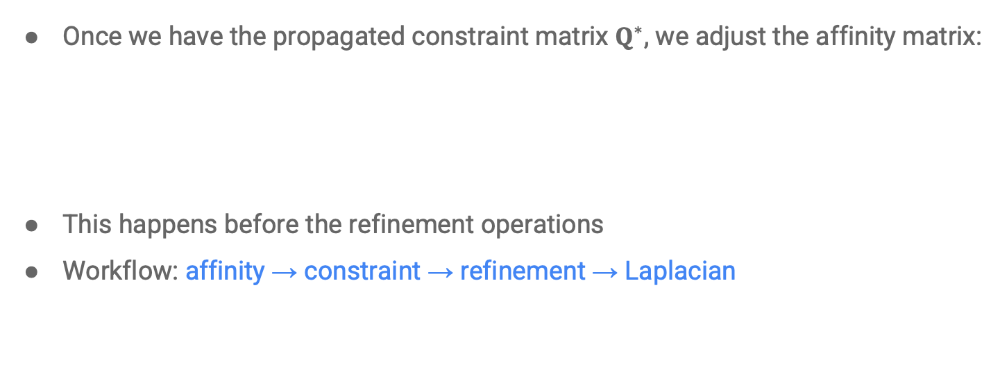 ● Once we have the propagated constraint matrix Q*, we adjust the affinity matrix:
● This happens before the refinement operations
● Workflow: affinity → constraint → refinement → Laplacian